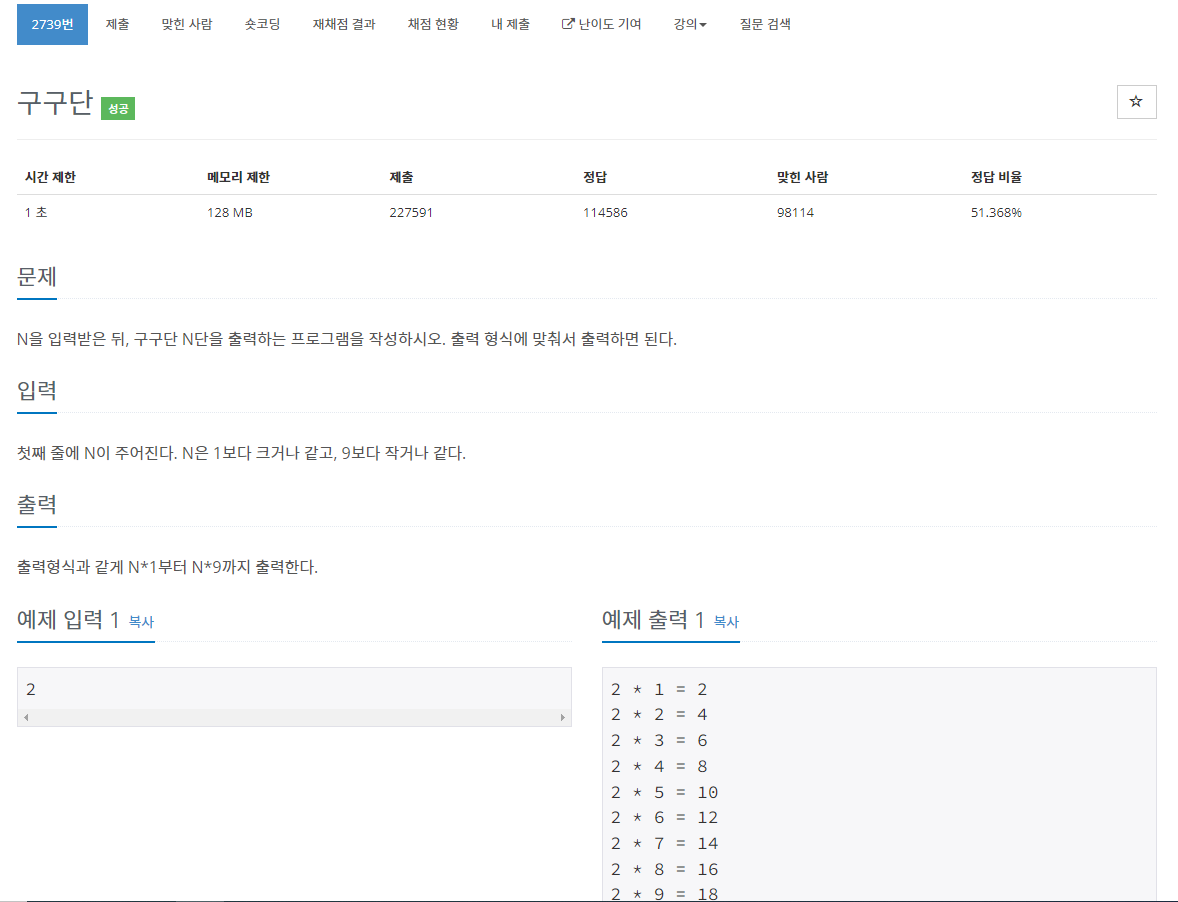 2739번 제출 맞힌 사람 숏코딩 재채점 결과 채점 현황 내 제출 난이도 기여 강의 질문 검색
구구단 성공
시간 제한 메모리 제한 제출 정답 맞힌 사람 정답 비율
1 초 128 MB 227591 114586 98114 51.368%
문제
N을 입력받은 뒤, 구구단 N단을 출력하는 프로그램을 작성하시오. 출력 형식에 맞춰서 출력하면 된다.
입력
첫째 줄에 N이 주어진다. N은 1보다 크거나 같고, 9보다 작거나 같다.
출력
출력형식과 같게 N*1부터 N*9까지 출력한다.
예제 입력 1 복사
2
예제 출력 1 복사
2 * 1 = 2
2 * 2 = 4
2 * 3 = 6
2 * 4 = 8
2 * 5 = 10
2 * 6 = 12
2 * 7 = 14
2 * 8 = 16
2 * 9 = 18